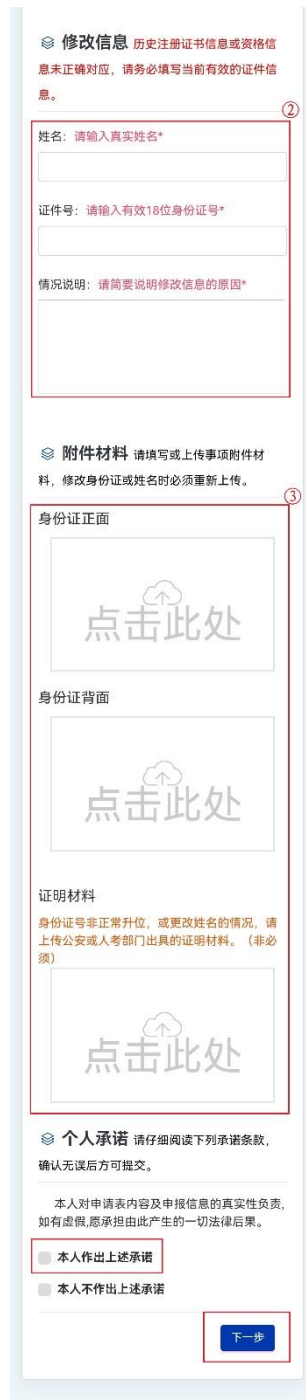 修改信息 历史注册证书信息或资格信
息未正确对应，请务必填写当前有效的证件信
息。
②
姓名：请输入真实姓名*
证件号：请输入有效18位身份证号*
情况说明：请简要说明修改信息的原因*
附件材料 请填写或上传事项附件材
料，修改身份证或姓名时必须重新上传。
③
身份证正面
点击此处
身份证背面
点击此处
证明材料
身份证号非正常升位，或更改姓名的情况，请
上传公安或人考部门出具的证明材料。（非必
须）
点击此处
个人承诺 请仔细阅读下列承诺条款，
确认无误后方可提交。
本人对申请表内容及申报信息的真实性负责，
如有虚假,愿承担由此产生的一切法律后果。
本人作出上述承诺
本人不作出上述承诺
下一步